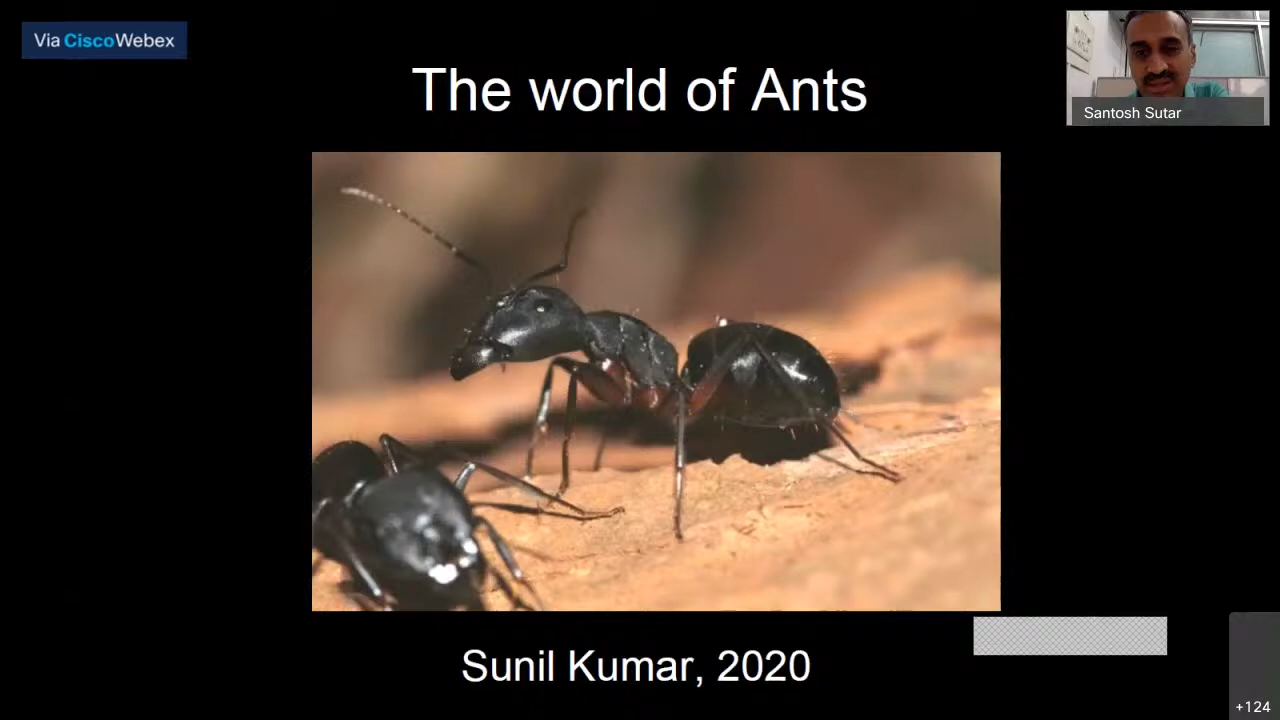 Via CiscoWebex
The world of Ants
Santosh Sutar
Sunil Kumar, 2020
+124